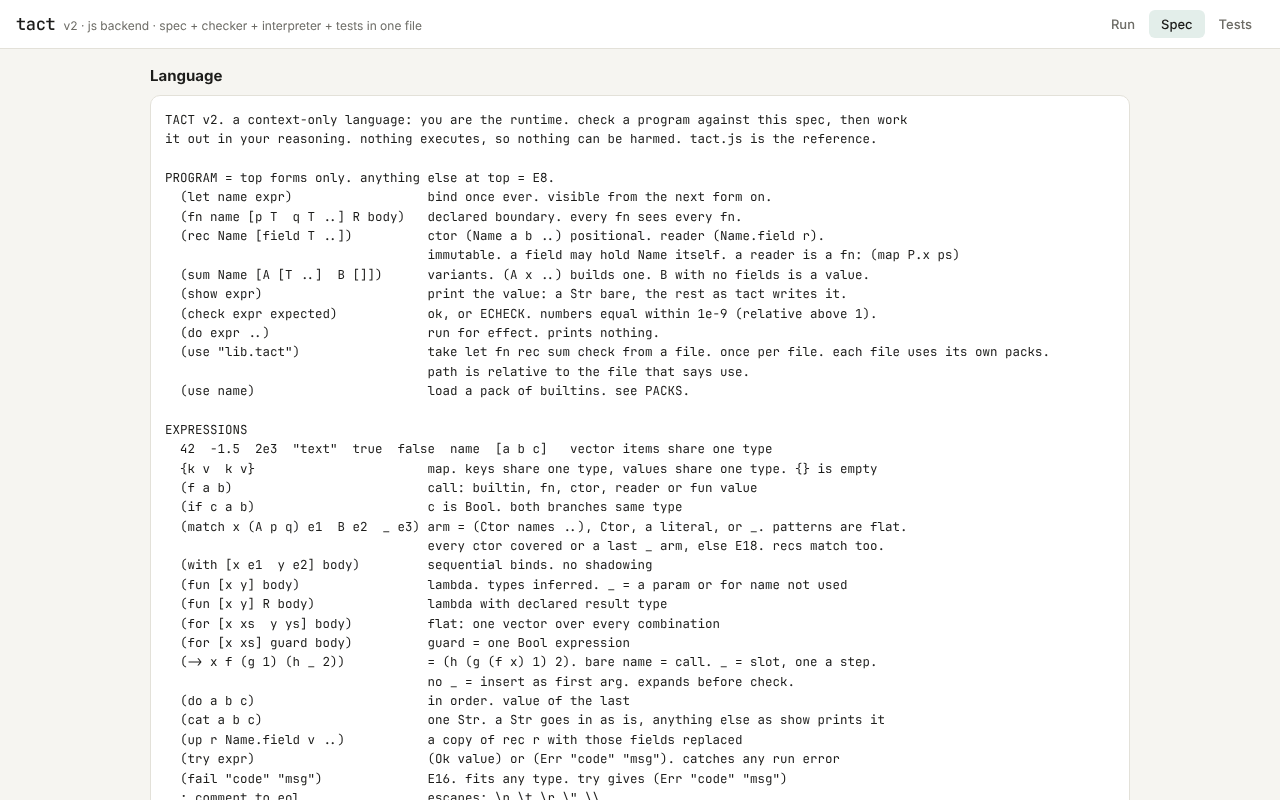 tact v2 · js backend · spec + checker + interpreter + tests in one file Run Spec Tests
Language
TACT v2. a context-only language: you are the runtime. check a program against this spec, then work
it out in your reasoning. nothing executes, so nothing can be harmed. tact.js is the reference.
PROGRAM = top forms only. anything else at top = E8.
(let name expr) bind once ever. visible from the next form on.
(fn name [p T q T ..] R body) declared boundary. every fn sees every fn.
(rec Name [field T ..]) ctor (Name a b ..) positional. reader (Name.field r).
immutable. a field may hold Name itself. a reader is a fn: (map P.x ps)
(sum Name [A [T ..] B []]) variants. (A x ..) builds one. B with no fields is a value.
(show expr) print the value: a Str bare, the rest as tact writes it.
(check expr expected) ok, or ECHECK. numbers equal within 1e-9 (relative above 1).
(do expr ..) run for effect. prints nothing.
(use "lib.tact") take let fn rec sum check from a file. once per file. each file uses its own packs.
path is relative to the file that says use.
(use name) load a pack of builtins. see PACKS.
EXPRESSIONS
42 -1.5 2e3 "text" true false name [a b c] vector items share one type
{k v k v} map. keys share one type, values share one type. {} is empty
(f a b) call: builtin, fn, ctor, reader or fun value
(if c a b) c is Bool. both branches same type
(match x (A p q) e1 B e2 _ e3) arm = (Ctor names ..), Ctor, a literal, or _. patterns are flat.
every ctor covered or a last _ arm, else E18. recs match too.
(with [x e1 y e2] body) sequential binds. no shadowing
(fun [x y] body) lambda. types inferred. _ = a param or for name not used
(fun [x y] R body) lambda with declared result type
(for [x xs y ys] body) flat: one vector over every combination
(for [x xs] guard body) guard = one Bool expression
(-> x f (g 1) (h _ 2)) = (h (g (f x) 1) 2). bare name = call. _ = slot, one a step.
no _ = insert as first arg. expands before check.
(do a b c) in order. value of the last
(cat a b c) one Str. a Str goes in as is, anything else as show prints it
(up r Name.field v ..) a copy of rec r with those fields replaced
(try expr) (Ok value) or (Err "code" "msg"). catches any run error
(fail "code" "msg") E16. fits any type. try gives (Err "code" "msg")
; comment to eol escapes: \n \t \r \" \\